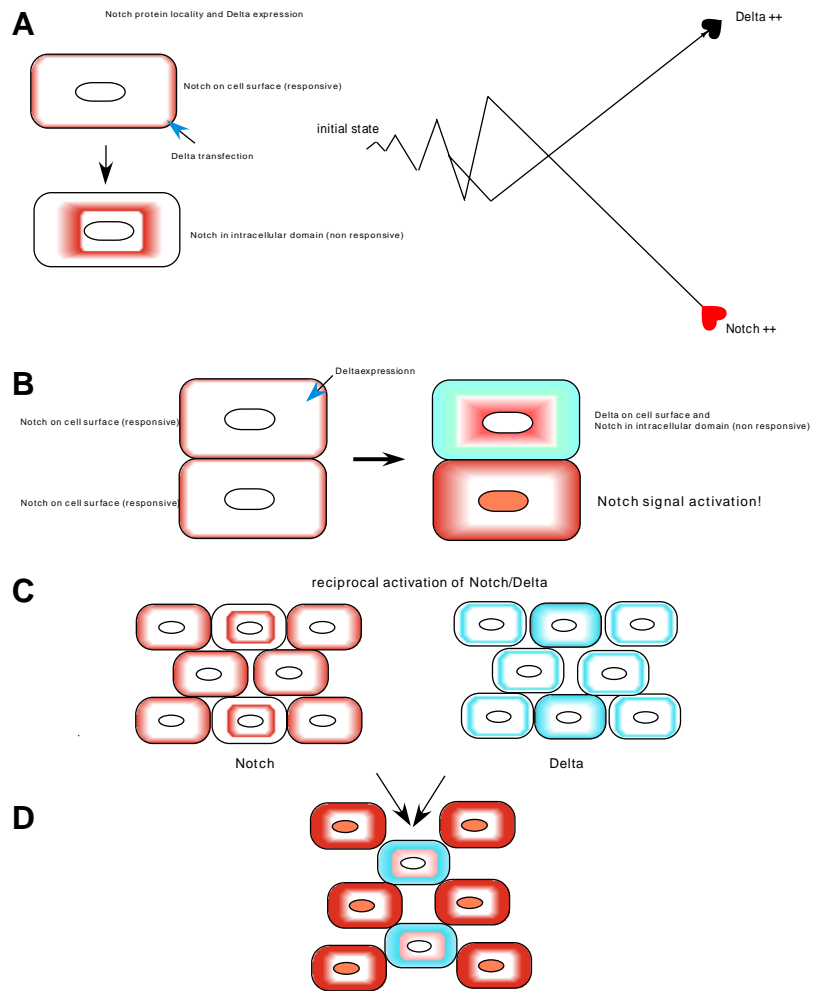 A
Notch protein locality and Delta expression
Delta ++
Notch on cell surface (responsive)
initial state
Delta transfection
Notch in intracellular domain (non responsive)
Notch ++
B
Deltaexpressionn
Notch on cell surface (responsive)
Delta on cell surface and
Notch in intracellular domain (non responsive)
Notch on cell surface (responsive)
Notch signal activation!
C
reciprocal activation of Notch/Delta
Notch
Delta
D